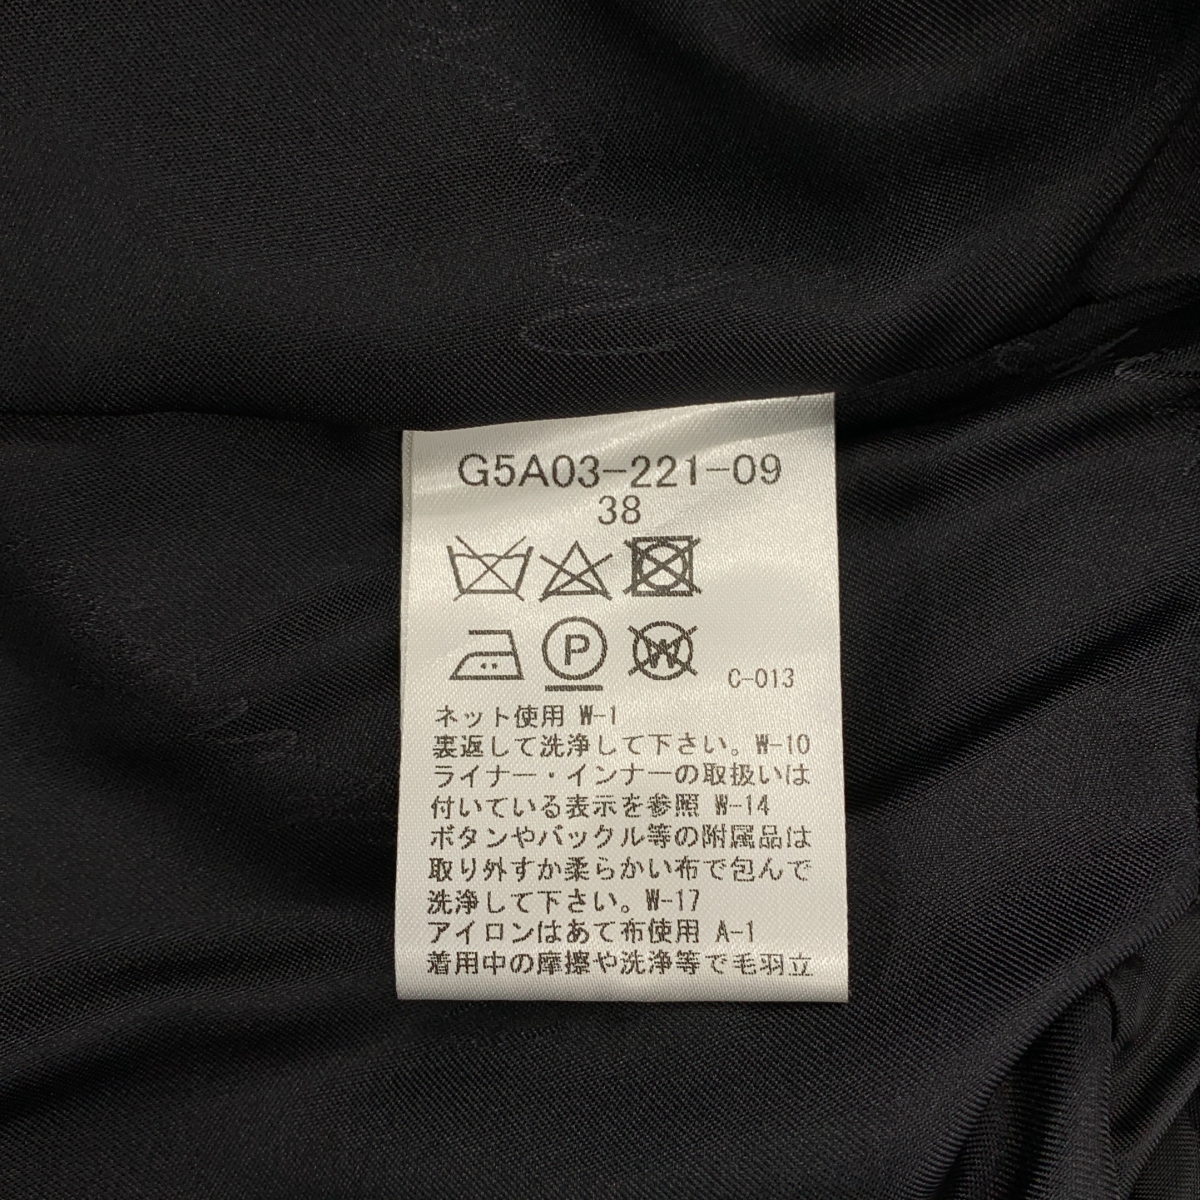 G5A03-221-09
38
P
W
C-013
ネット使用 W-1
裏返して洗浄して下さい。W-10
ライナー・インナーの取扱いは
付いている表示を参照 W-14
ボタンやバックル等の附属品は
取り外すか柔らかい布で包んで
洗浄して下さい。W-17
アイロンはあて布使用 A-1
着用中の摩擦や洗浄等で毛羽立